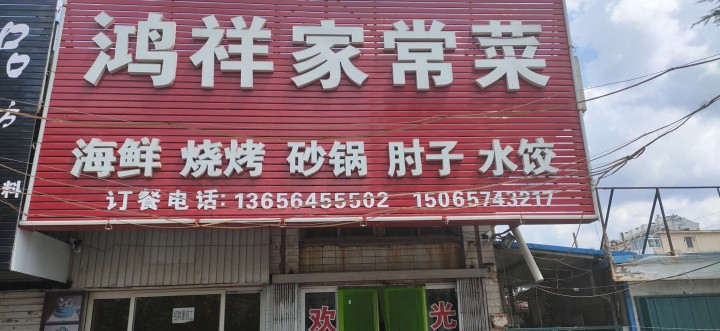 鸿祥家常菜
海鲜 烧烤 砂锅 肘子 水饺
订餐电话:13656455502 15065743217
欢 光
料